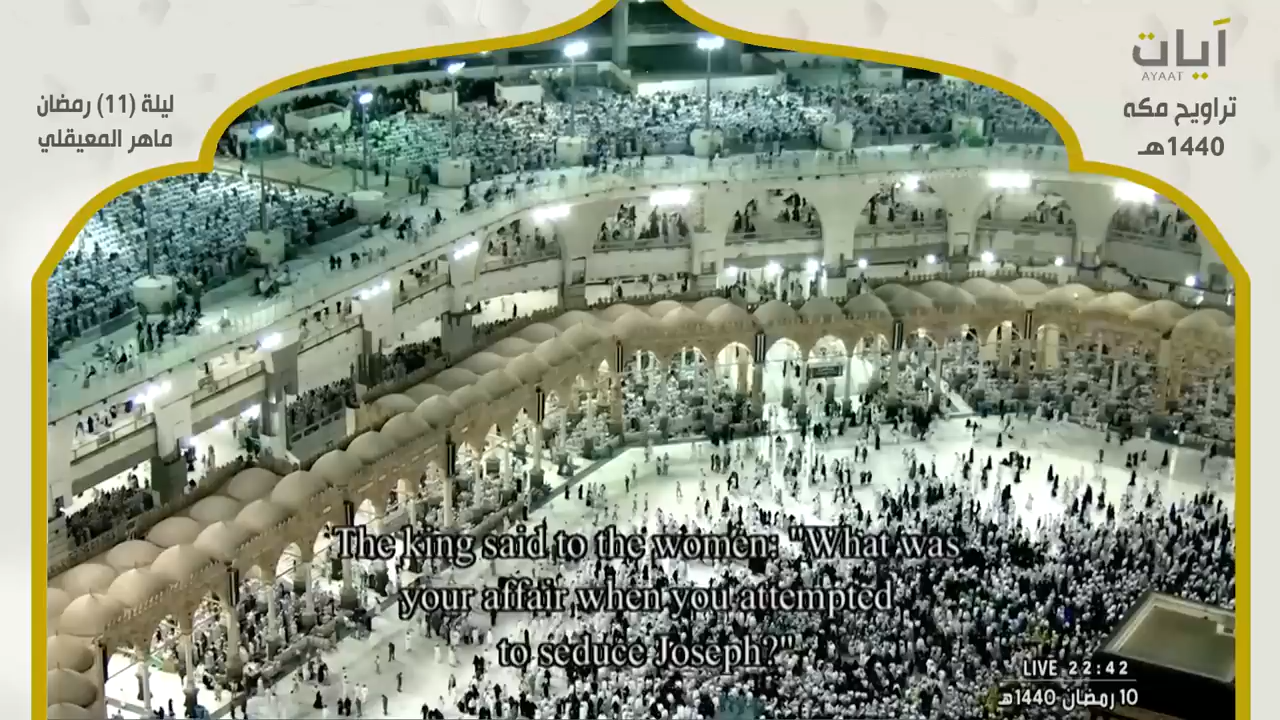 آيات
AYAAT
تراويح مكة
1440هـ
ليلة (11) رمضان
ماهر المعيقلي
The king said to the women: "What was
your affair when you attempted
to seduce Joseph?"
LIVE 22:42
10 رمضان 1440هـ